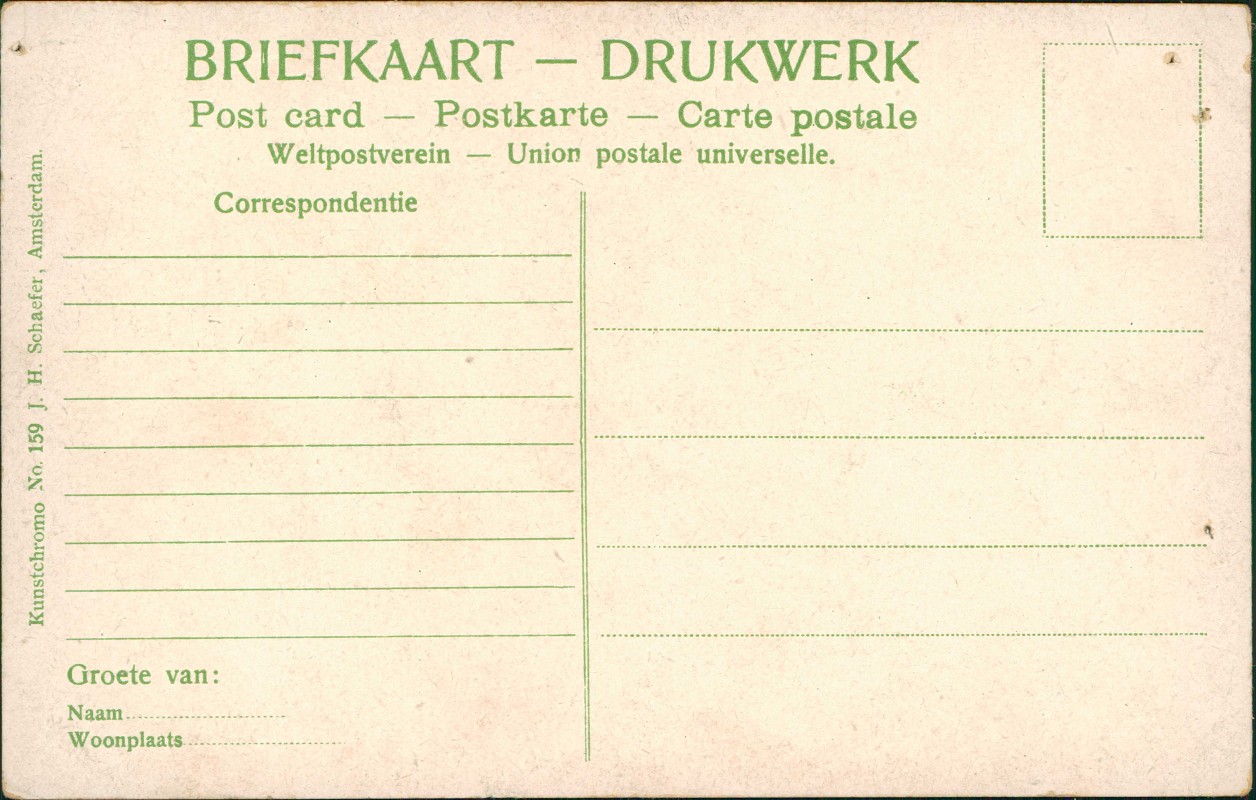 BRIEFKAART — DRUKWERK
Post card — Postkarte — Carte postale
Weltpostverein — Union postale universelle.
Correspondentie
Groete van:
Naam
Woonplaats
Kunstchromo No. 159 J. H. Schaefer, Amsterdam.